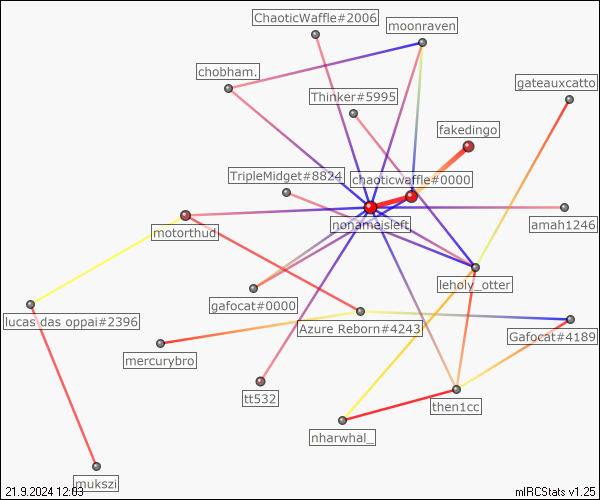 ChaoticWaffle#2006
moonraven
chobham.
gateauxcatto
Thinker#5995
fakedingo
TripleMidget#8824
chaoticwaffle#0000
nonameisleft
amah1246
motorthud
leholy_otter
gafocat#0000
lucas das oppai#2396
Azure Reborn#4243
Gafocat#4189
mercurybro
tt532
then1cc
nharwhal_
mukszi
21.9.2024 12:03
mIRCStats v1.25